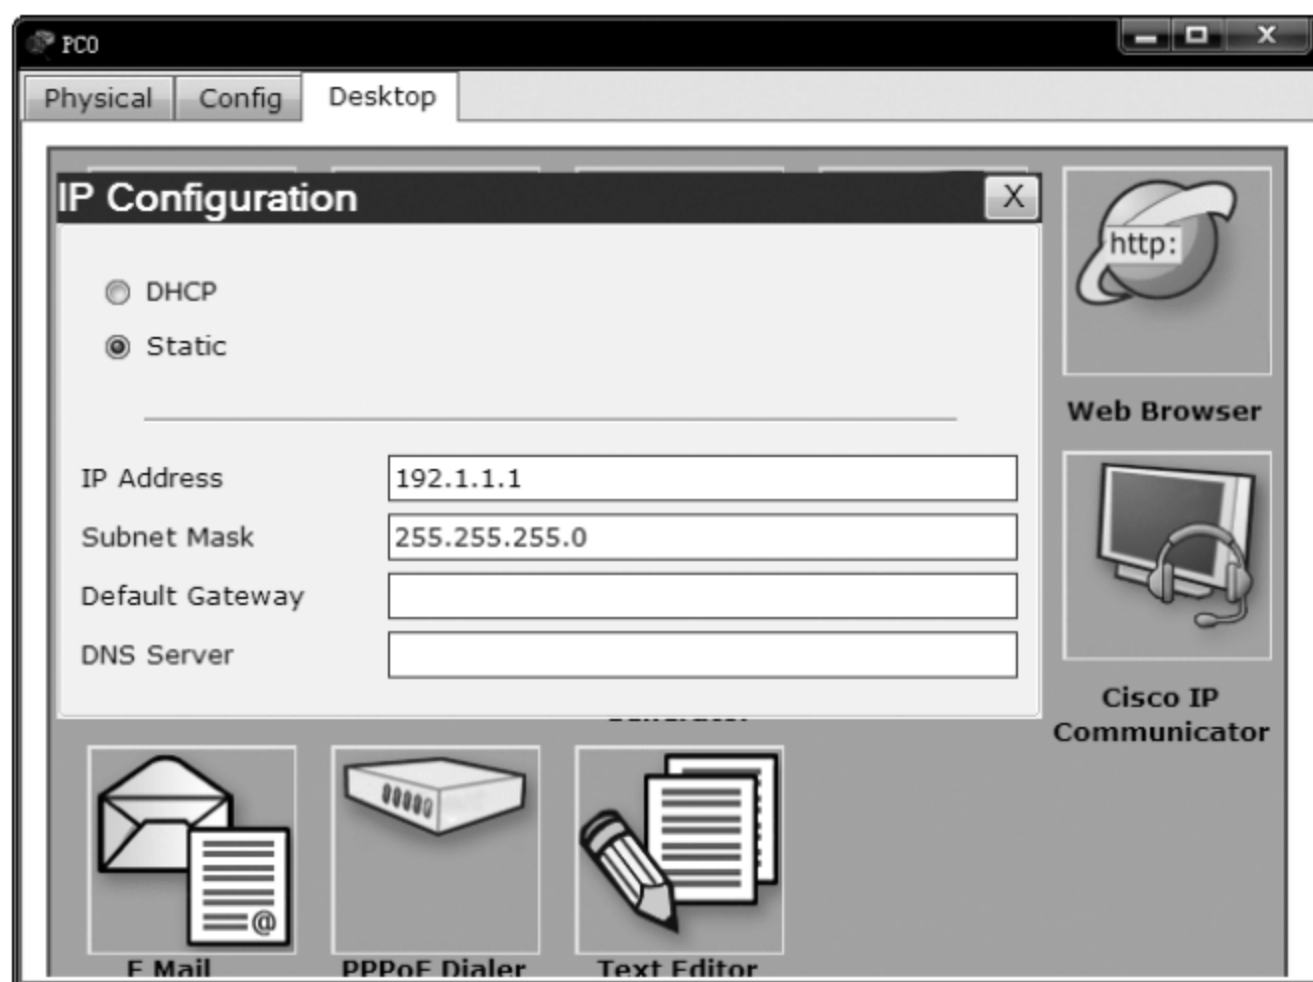 PC0
Physical Config Desktop
IP Configuration X
DHCP
Static
IP Address 192.1.1.1
Subnet Mask 255.255.255.0
Default Gateway
DNS Server
http:
Web Browser
Cisco IP
Communicator
@
E Mail PPPoE Dialer Text Editor